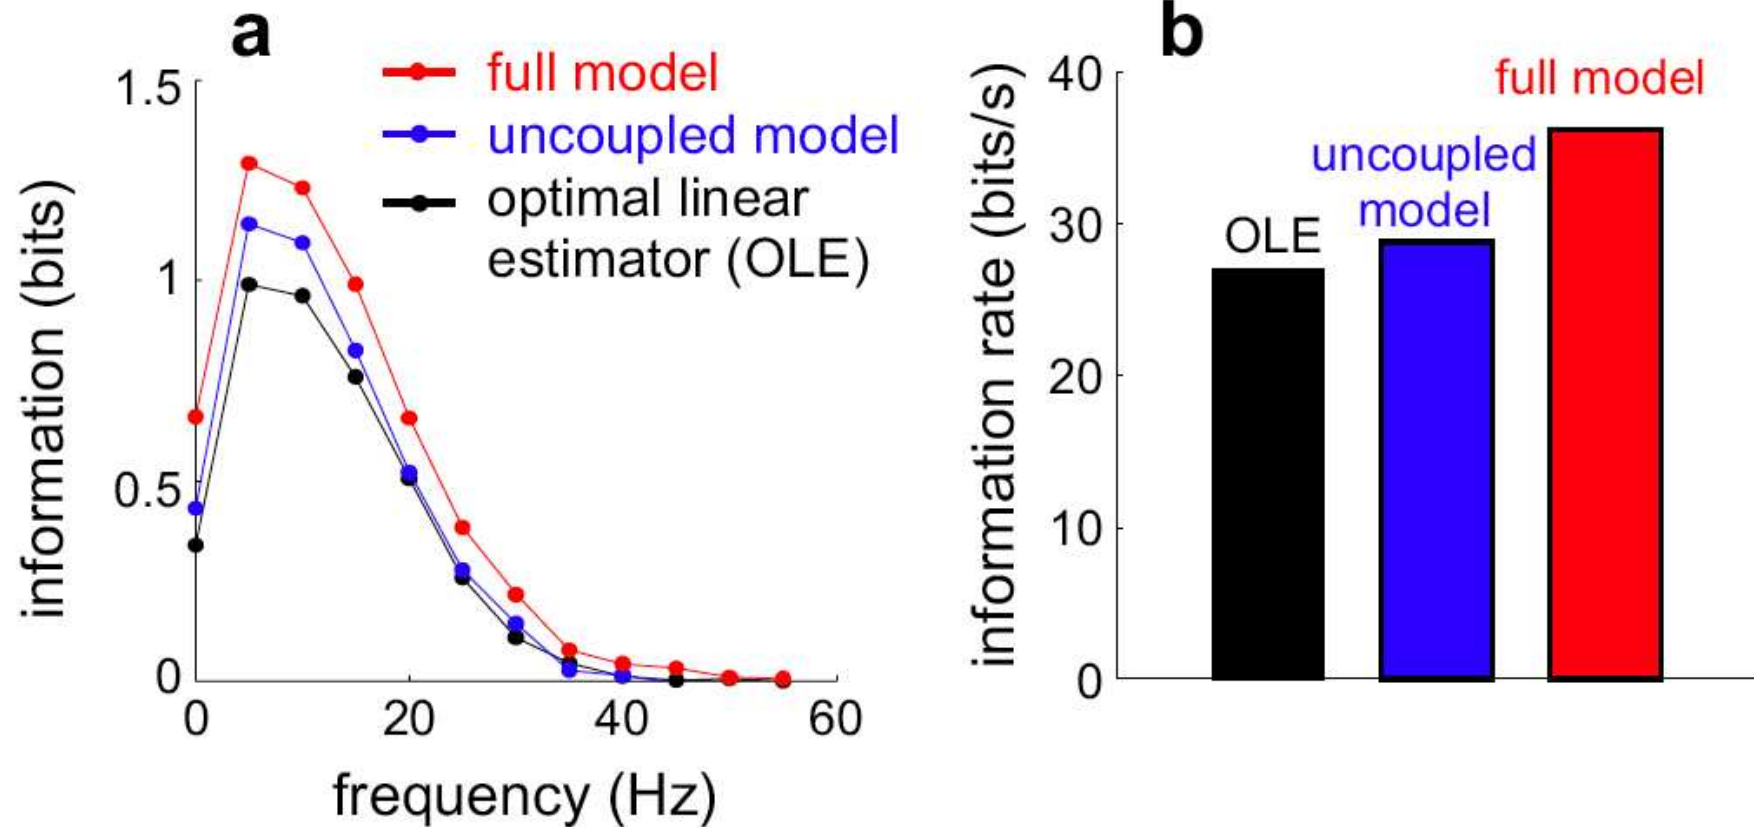 a
full model
uncoupled model
optimal linear
estimator (OLE)
information (bits)
1.5
1
0.5
0
0 20 40 60
frequency (Hz)
b
information rate (bits/s)
40
30
20
10
0
OLE
uncoupled
model
full model